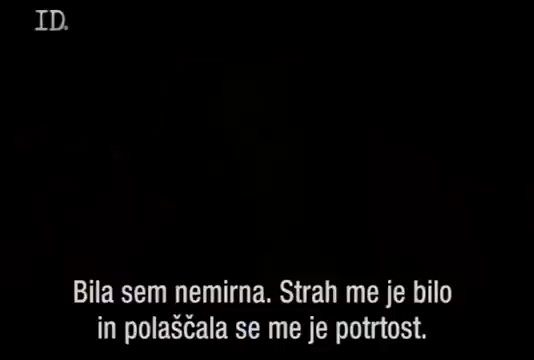 ID.
Bila sem nemirna. Strah me je bilo
in polaščala se me je potrtost.